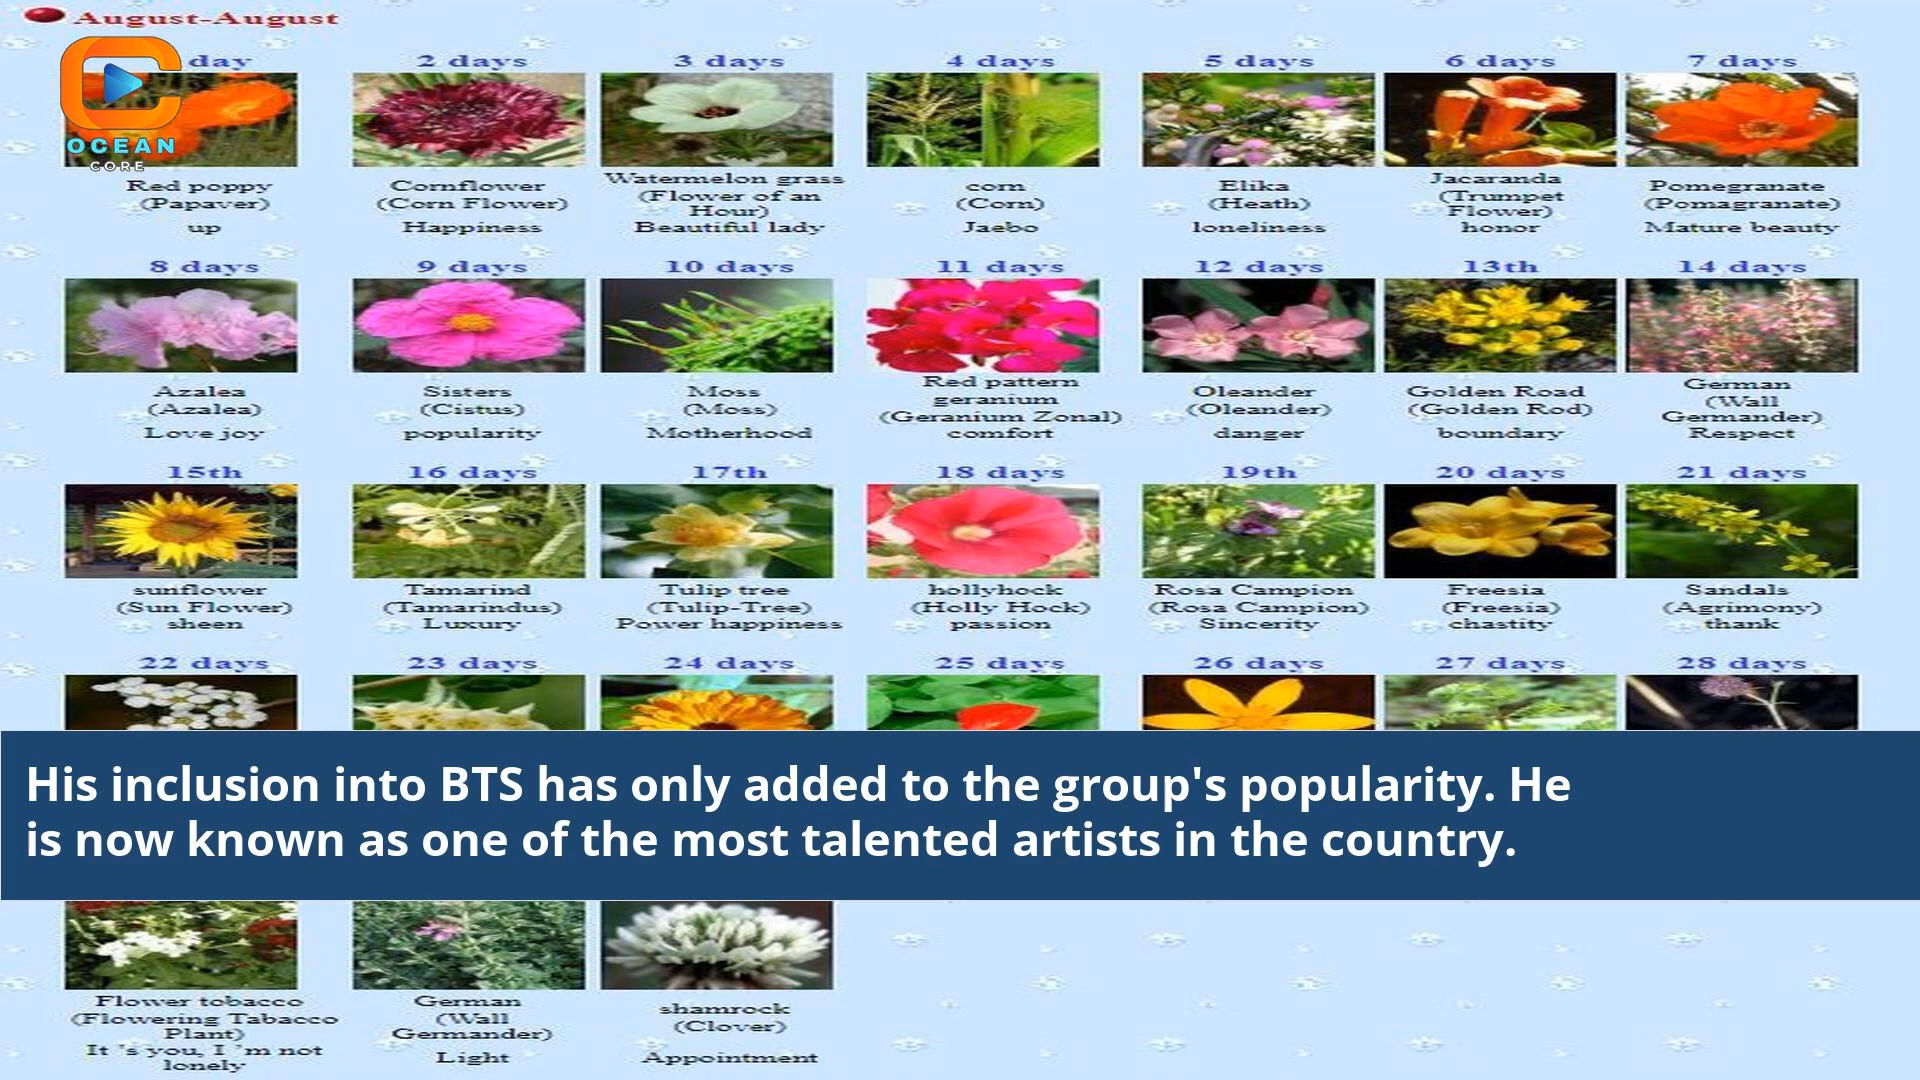 August-August
day
2 days
3 days
4 days
5 days
6 days
7 days
OCEAN
CORE
Red poppy
(Papaver)
up
Cornflower
(Corn Flower)
Happiness
Watermelon grass
(Flower of an
Hour)
Beautiful lady
corn
(Corn)
Jaebo
Elika
(Heath)
loneliness
Jacaranda
(Trumpet
Flower)
honor
Pomegranate
(Pomagranate)
Mature beauty
8 days
9 days
10 days
11 days
12 days
13th
14 days
Azalea
(Azalea)
Love joy
Sisters
(Cistus)
popularity
Moss
(Moss)
Motherhood
Red pattern
geranium
(Geranium Zonal)
comfort
Oleander
(Oleander)
danger
Golden Road
(Golden Rod)
boundary
German
(Wall
Germander)
Respect
15th
16 days
17th
18 days
19th
20 days
21 days
sunflower
(Sun Flower)
sheen
Tamarind
(Tamarindus)
Luxury
Tulip tree
(Tulip-Tree)
Power happiness
hollyhock
(Holly Hock)
passion
Rosa Campion
(Rosa Campion)
Sincerity
Freesia
(Freesia)
chastity
Sandals
(Agrimony)
thank
22 days
23 days
24 days
25 days
26 days
27 days
28 days
His inclusion into BTS has only added to the group's popularity. He
is now known as one of the most talented artists in the country.
Flower tobacco
(Flowering Tabacco
Plant)
It 's you, I 'm not
lonely
German
(Wall
Germander)
Light
shamrock
(Clover)
Appointment